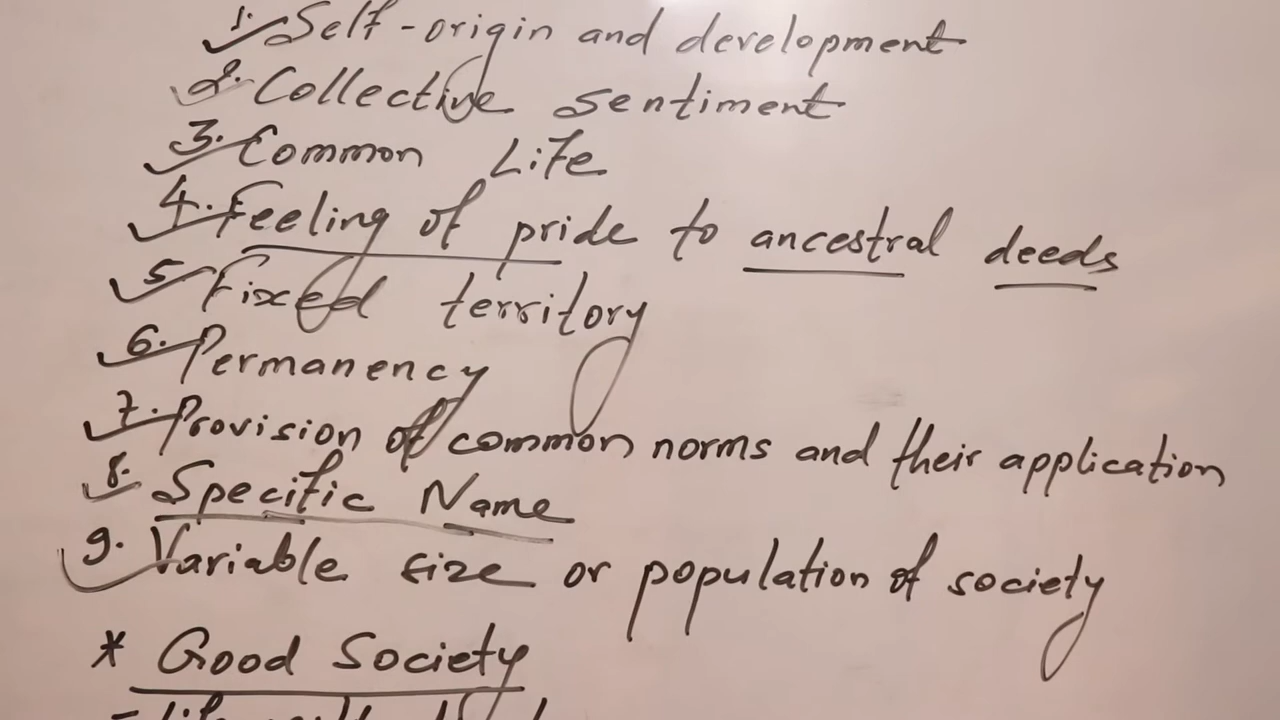 1. Self-origin and development
2. Collective sentiment
3. Common Life
4. Feeling of pride to ancestral deeds
5. Fixed territory
6. Permanency
7. Provision of common norms and their application
8. Specific Name
9. Variable size or population of society
* Good Society